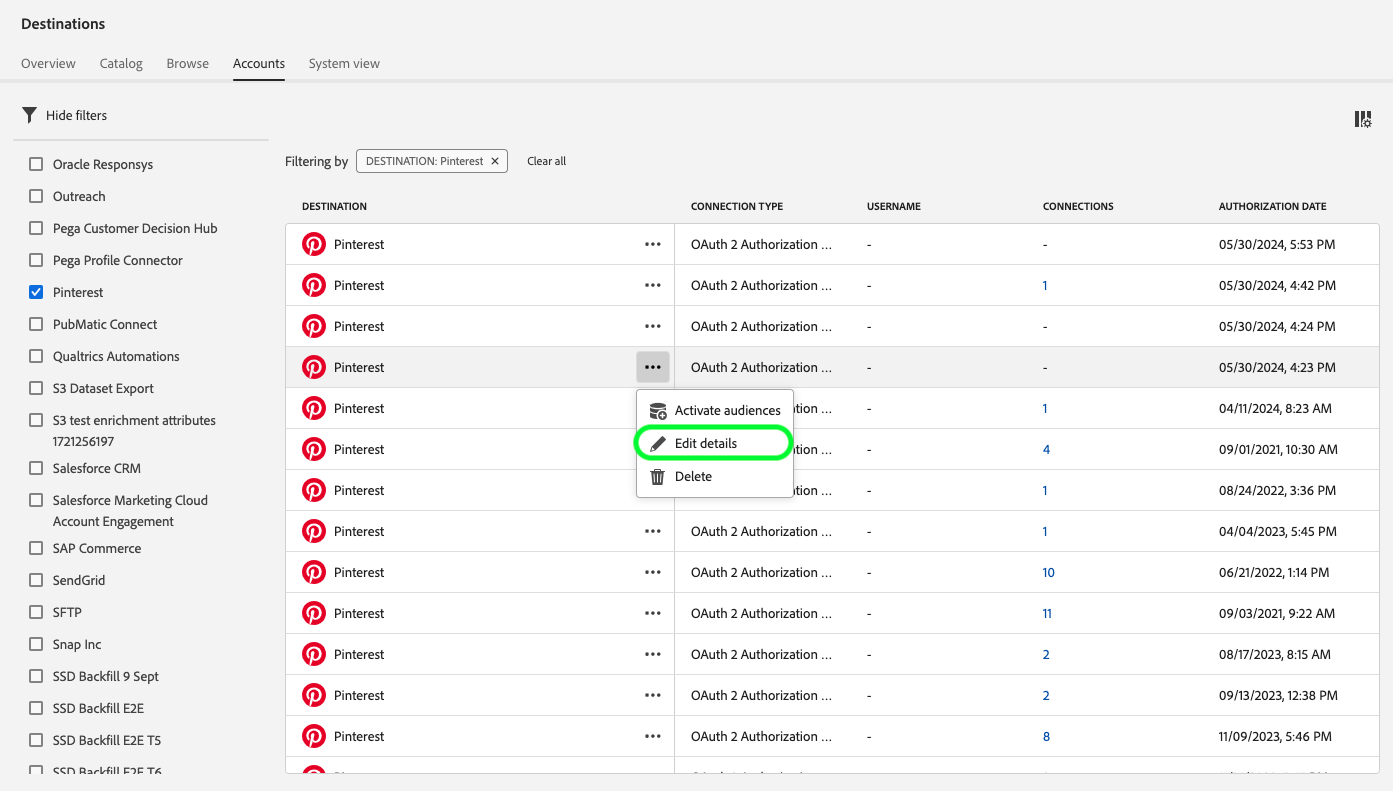 Destinations
Overview Catalog Browse Accounts System view
Hide filters
Oracle Responsys
Outreach
Pega Customer Decision Hub
Pega Profile Connector
Pinterest
PubMatic Connect
Qualtrics Automations
S3 Dataset Export
S3 test enrichment attributes
1721256197
Salesforce CRM
Salesforce Marketing Cloud
Account Engagement
SAP Commerce
SendGrid
SFTP
Snap Inc
SSD Backfill 9 Sept
SSD Backfill E2E
SSD Backfill E2E T5
SSD Backfill E2E T6
Filtering by DESTINATION: Pinterest × Clear all
DESTINATION CONNECTION TYPE USERNAME CONNECTIONS AUTHORIZATION DATE
Pinterest ••• OAuth 2 Authorization ... - - 05/30/2024, 5:53 PM
Pinterest ••• OAuth 2 Authorization ... - 1 05/30/2024, 4:42 PM
Pinterest ••• OAuth 2 Authorization ... - - 05/30/2024, 4:24 PM
Pinterest ••• OAuth 2 Authorization ... - - 05/30/2024, 4:23 PM
Pinterest tion ... - 1 04/11/2024, 8:23 AM
Pinterest tion ... - 4 09/01/2021, 10:30 AM
Pinterest tion ... - 1 08/24/2022, 3:36 PM
Activate audiences
Edit details
Delete
Pinterest ••• OAuth 2 Authorization ... - 1 04/04/2023, 5:45 PM
Pinterest ••• OAuth 2 Authorization ... - 10 06/21/2022, 1:14 PM
Pinterest ••• OAuth 2 Authorization ... - 11 09/03/2021, 9:22 AM
Pinterest ••• OAuth 2 Authorization ... - 2 08/17/2023, 8:15 AM
Pinterest ••• OAuth 2 Authorization ... - 2 09/13/2023, 12:38 PM
Pinterest ••• OAuth 2 Authorization ... - 8 11/09/2023, 5:46 PM